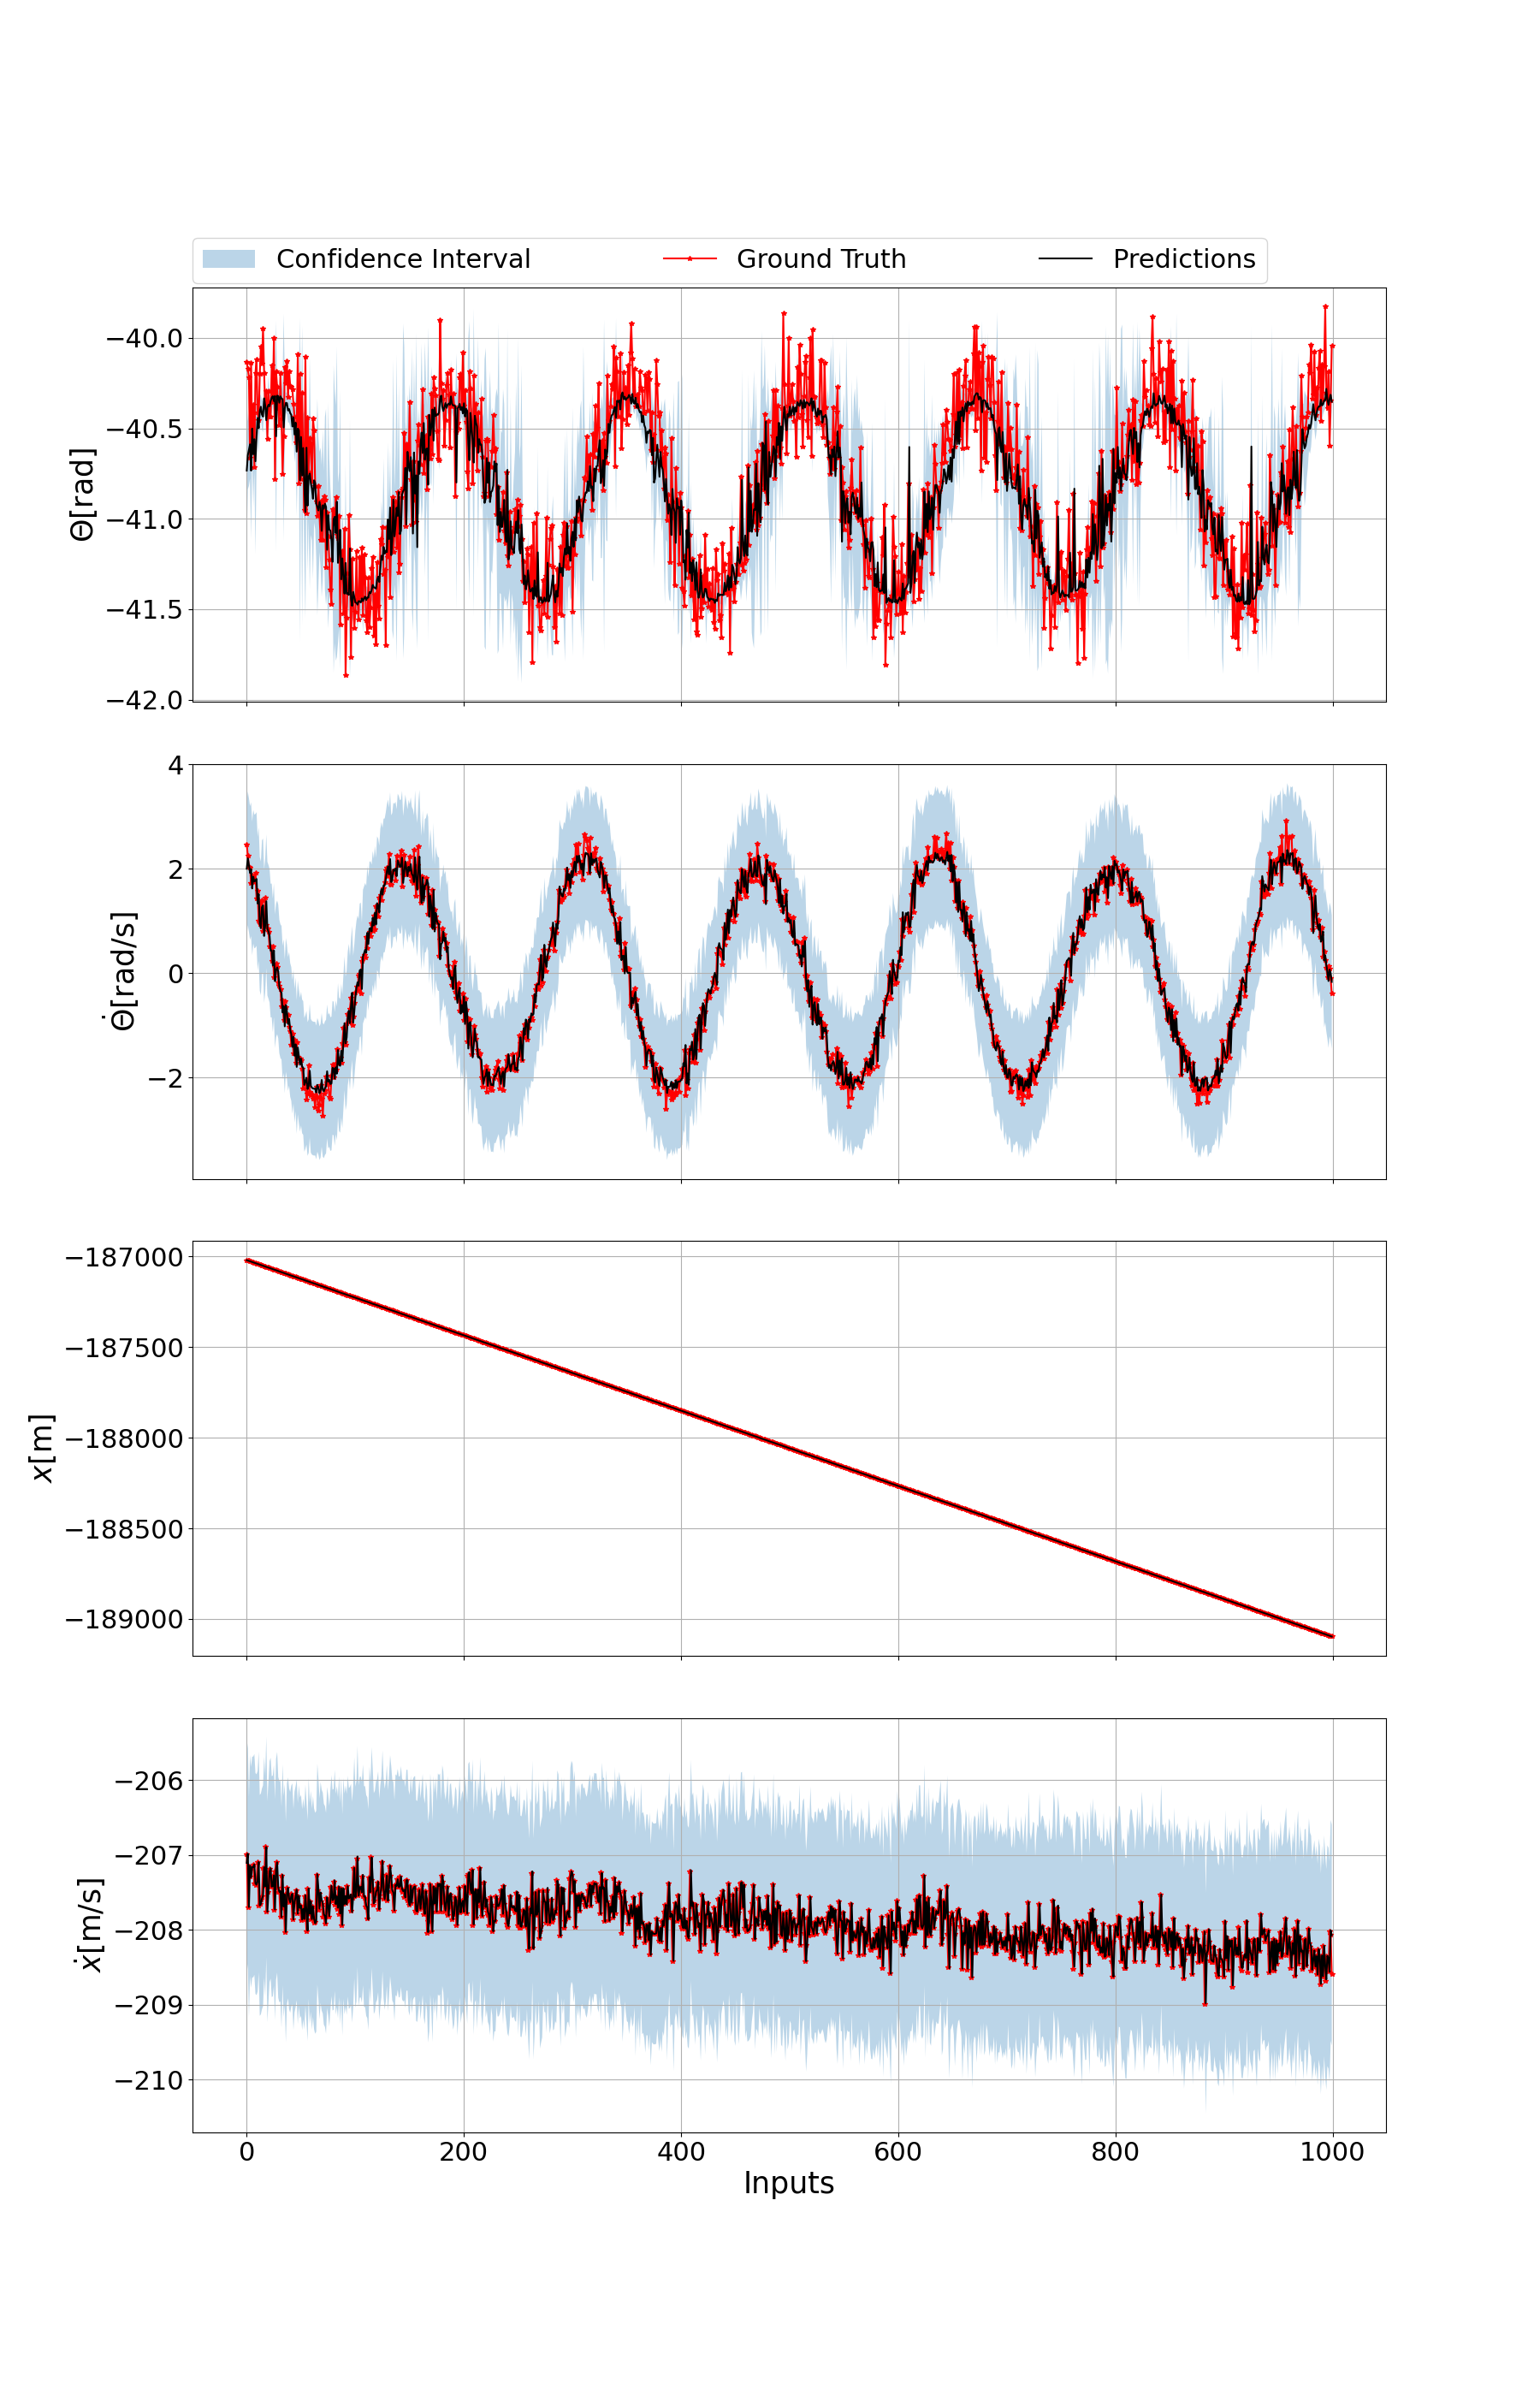 Confidence Interval Ground Truth Predictions
−40.0
−40.5
−41.0
−41.5
−42.0
Θ[rad]
4
2
0
−2
Θ̇[rad/s]
−187000
−187500
−188000
−188500
−189000
x[m]
−206
−207
−208
−209
−210
ẋ[m/s]
0 200 400 600 800 1000
Inputs